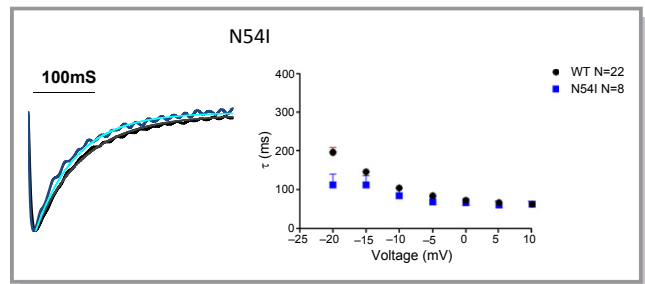 N54I
100mS
WT N=22
N54I N=8
400
300
200
100
0
τ (ms)
–25 –20 –15 –10 –5 0 5 10
Voltage (mV)